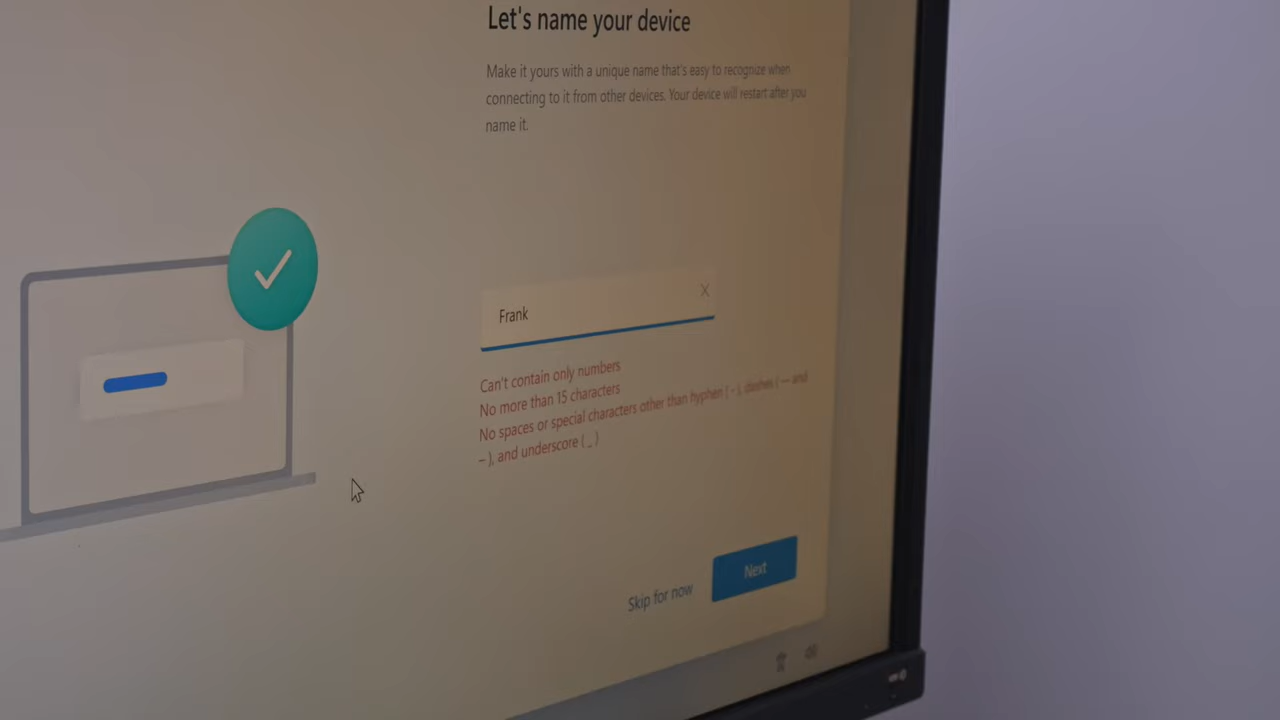 Let's name your device
Make it yours with a unique name that's easy to recognize when
connecting to it from other devices. Your device will restart after you
name it.
Frank
Can't contain only numbers
No more than 15 characters
No spaces or special characters other than hyphen ( - ), dashes ( — and
– ), and underscore ( _ )
Skip for now
Next